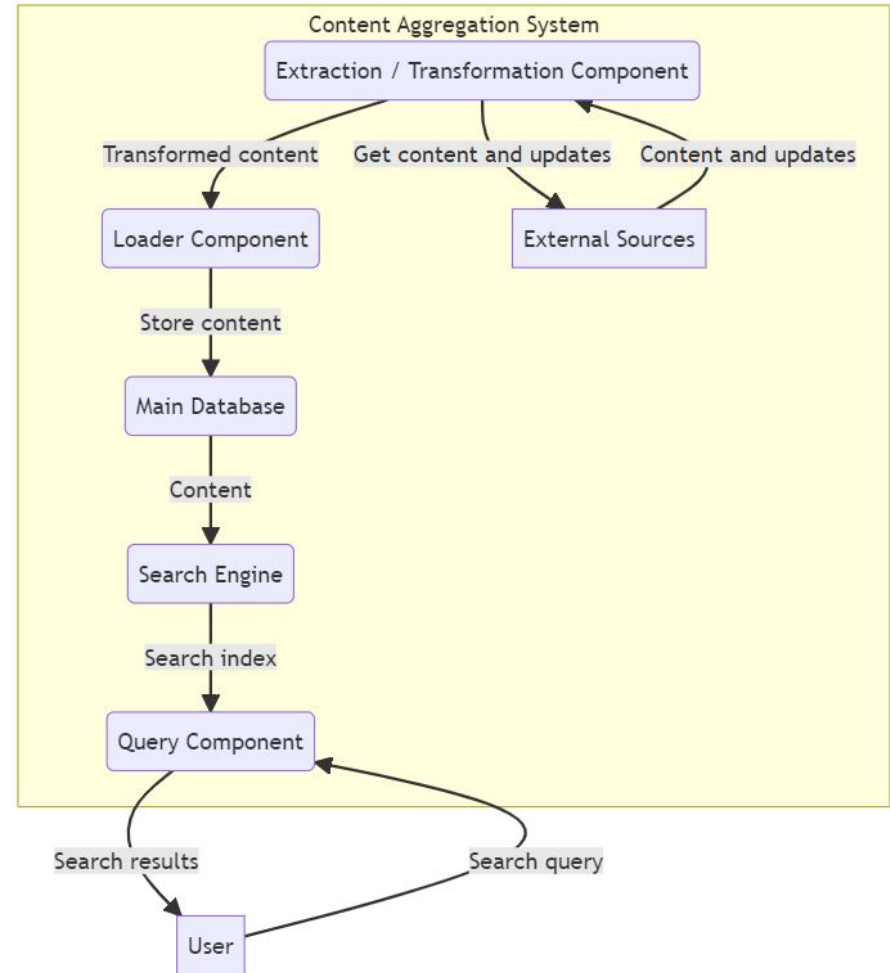 Content Aggregation System
Extraction / Transformation Component
Transformed content
Get content and updates
Content and updates
Loader Component
External Sources
Store content
Main Database
Content
Search Engine
Search index
Query Component
Search results
Search query
User